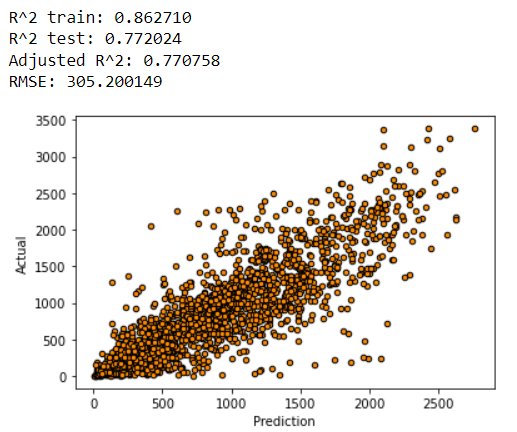 R^2 train: 0.862710
R^2 test: 0.772024
Adjusted R^2: 0.770758
RMSE: 305.200149
3500
3000
2500
2000
1500
1000
500
0
Actual
0 500 1000 1500 2000 2500
Prediction